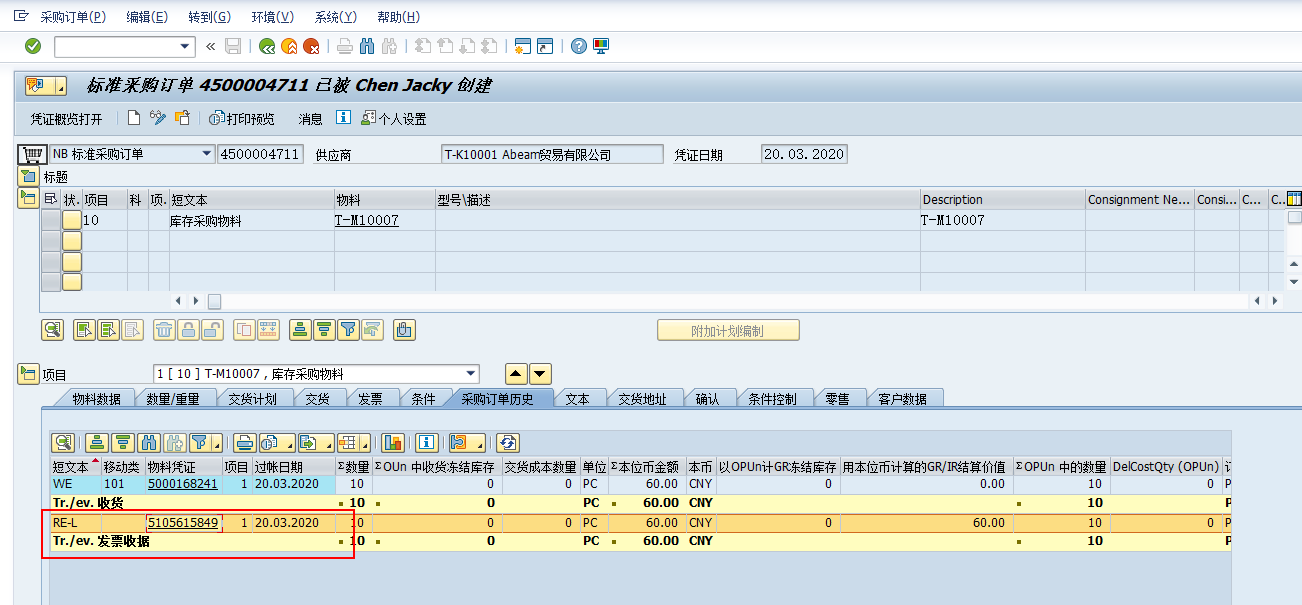 采购订单(P) 编辑(E) 转到(G) 环境(V) 系统(Y) 帮助(H)
标准采购订单 4500004711 已被 Chen Jacky 创建
凭证概览打开 打印预览 消息 个人设置
NB 标准采购订单 4500004711 供应商 T-K10001 Abeam贸易有限公司 凭证日期 20.03.2020
标题
状. 项目 科 项. 短文本 物料 型号\描述 Description Consignment Ne... Consi... C... C..
10 库存采购物料 T-M10007 T-M10007
附加计划编制
项目 1 [ 10 ] T-M10007 , 库存采购物料
物料数据 数量/重量 交货计划 交货 发票 条件 采购订单历史 文本 交货地址 确认 条件控制 零售 客户数据
短文本 移动类 物料凭证 项目 过帐日期 Σ数量 ΣOUn 中收货冻结库存 交货成本数量 单位 Σ本位币金额 本币 以OPUn计GR冻结库存 用本位币计算的GR/IR结算价值 ΣOPUn 中的数量 DelCostQty (OPUn)
WE 101 5000168241 1 20.03.2020 10 0 0 PC 60.00 CNY 0 0.00 10 0 P
Tr./ev. 收货 10 0 PC 60.00 CNY 10 P
RE-L 5105615849 1 20.03.2020 10 0 0 PC 60.00 CNY 0 60.00 10 0 P
Tr./ev. 发票收据 10 0 PC 60.00 CNY 10 P